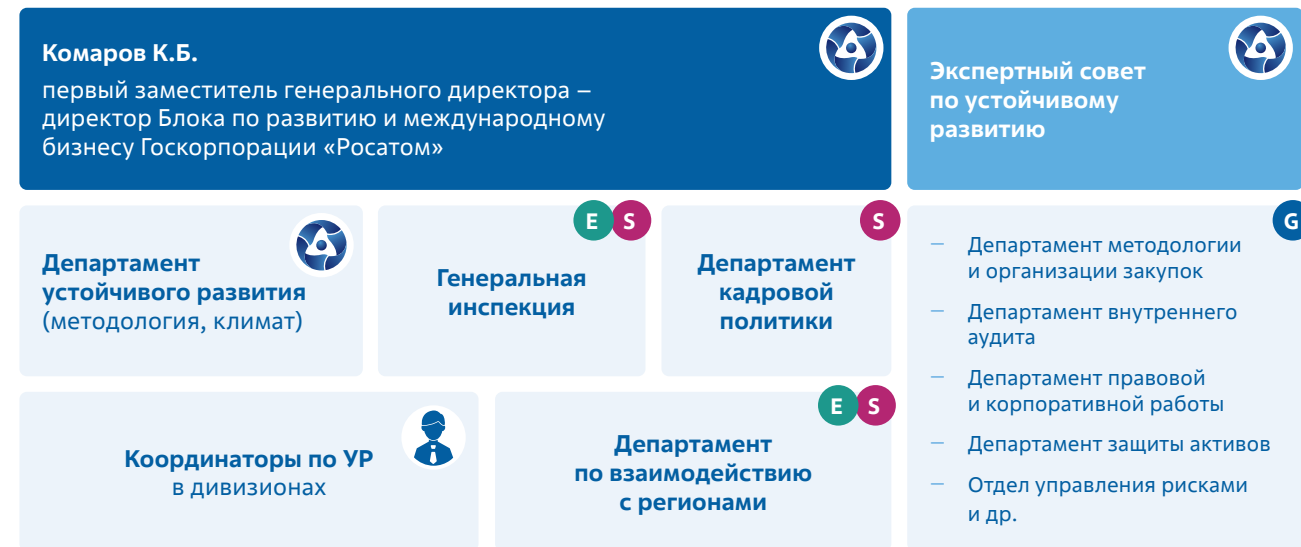 Комаров К.Б.
первый заместитель генерального директора –
директор Блока по развитию и международному
бизнесу Госкорпорации «Росатом»
Экспертный совет
по устойчивому
развитию
Департамент
устойчивого развития
(методология, климат)
E S
Генеральная
инспекция
S
Департамент
кадровой
политики
G
— Департамент методологии
и организации закупок
— Департамент внутреннего
аудита
— Департамент правовой
и корпоративной работы
— Департамент защиты активов
— Отдел управления рисками
и др.
Координаторы по УР
в дивизионах
E S
Департамент
по взаимодействию
с регионами